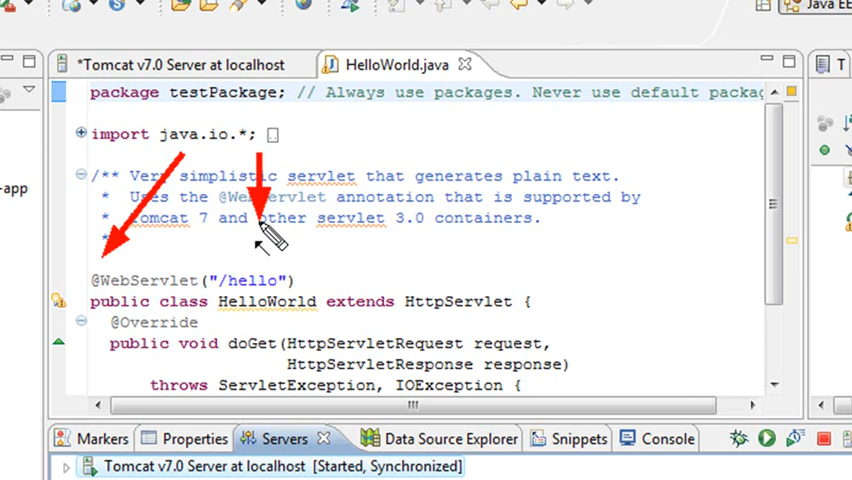 Java EE
*Tomcat v7.0 Server at localhost
HelloWorld.java
T
package testPackage; // Always use packages. Never use default packag
import java.io.*;
-app
/** Very simplistic servlet that generates plain text.
* Uses the @WebServlet annotation that is supported by
* Tomcat 7 and other servlet 3.0 containers.
*
@WebServlet("/hello")
public class HelloWorld extends HttpServlet {
@Override
public void doGet(HttpServletRequest request,
HttpServletResponse response)
throws ServletException, IOException {
Markers Properties Servers Data Source Explorer Snippets Console
Tomcat v7.0 Server at localhost [Started, Synchronized]